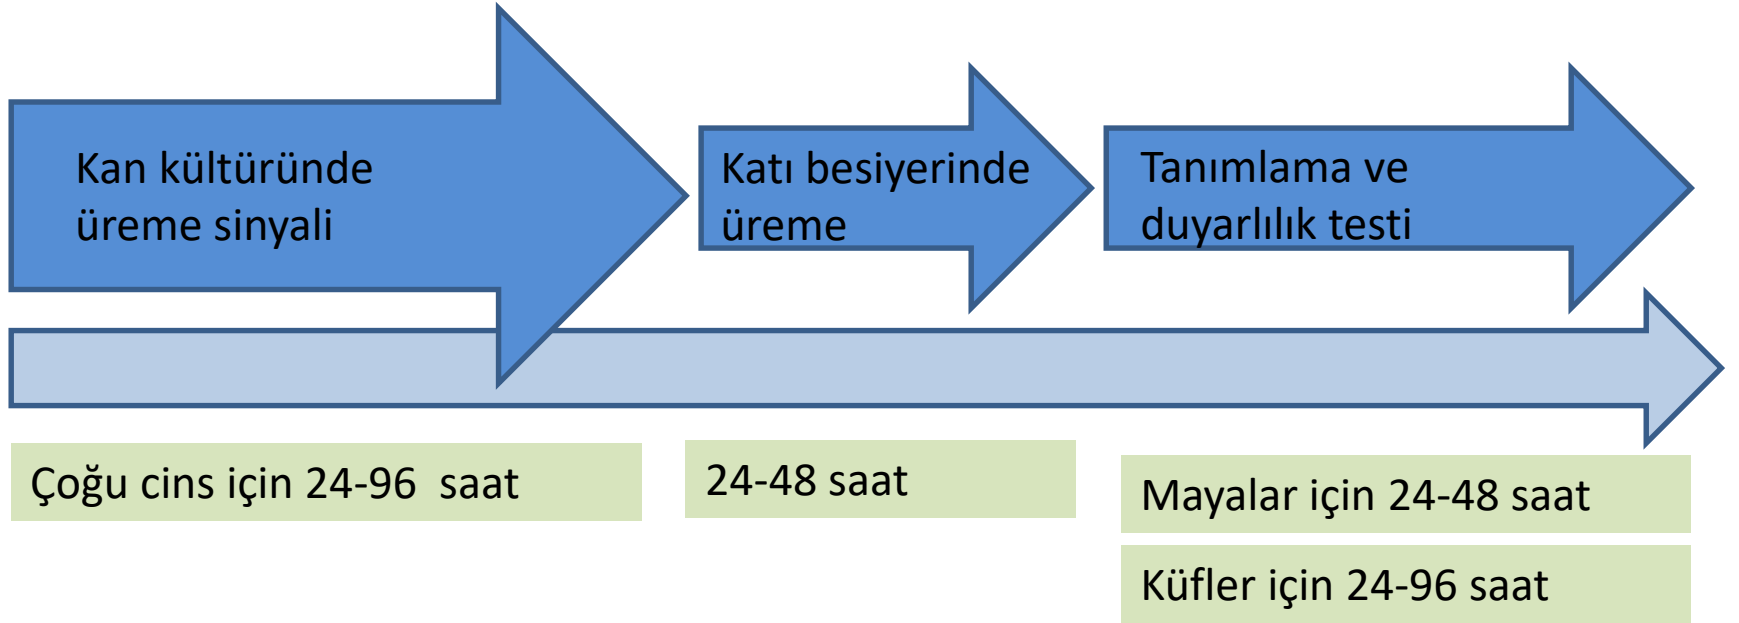 Kan kültüründe
üreme sinyali
Katı besiyerinde
üreme
Tanımlama ve
duyarlılık testi
Çoğu cins için 24-96  saat
24-48 saat
Mayalar için 24-48 saat
Küfler için 24-96 saat